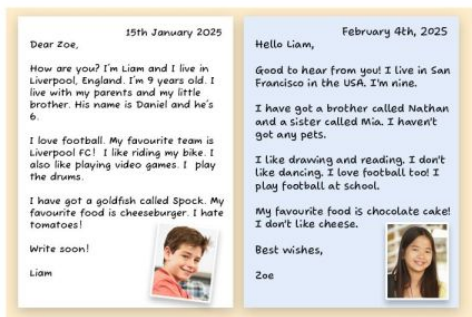 15th January 2025
Dear Zoe,
How are you? I'm Liam and I live in
Liverpool, England. I'm 9 years old. I
live with my parents and my little
brother. His name is Daniel and he's
6.
I love football. My favourite team is
Liverpool FC! I like riding my bike. I
also like playing video games. I play
the drums.
I have got a goldfish called Spock. My
favourite food is cheeseburger. I hate
tomatoes!
Write soon!
Liam
February 4th, 2025
Hello Liam,
Good to hear from you! I live in San
Francisco in the USA. I'm nine.
I have got a brother called Nathan
and a sister called Mia. I haven't
got any pets.
I like drawing and reading. I don't
like dancing. I love football too! I
play football at school.
My favourite food is chocolate cake!
I don't like cheese.
Best wishes,
Zoe